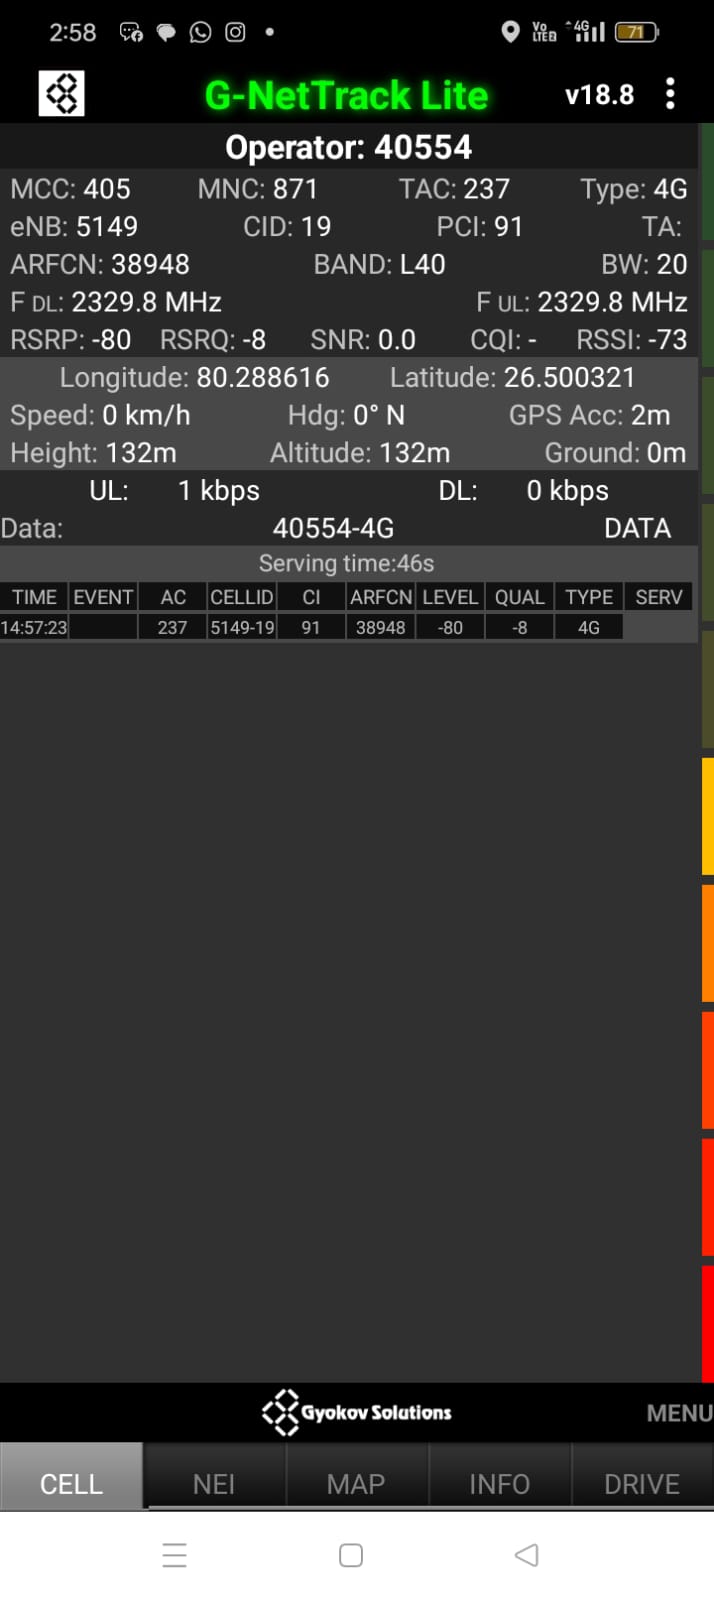 2:58 Vo LTE 4G 71
G-NetTrack Lite v18.8
Operator: 40554
MCC: 405 MNC: 871 TAC: 237 Type: 4G
eNB: 5149 CID: 19 PCI: 91 TA:
ARFCN: 38948 BAND: L40 BW: 20
F DL: 2329.8 MHz F UL: 2329.8 MHz
RSRP: -80 RSRQ: -8 SNR: 0.0 CQI: - RSSI: -73
Longitude: 80.288616 Latitude: 26.500321
Speed: 0 km/h Hdg: 0° N GPS Acc: 2m
Height: 132m Altitude: 132m Ground: 0m
UL: 1 kbps DL: 0 kbps
Data: 40554-4G DATA
Serving time:46s
TIME EVENT AC CELLID CI ARFCN LEVEL QUAL TYPE SERV
14:57:23 237 5149-19 91 38948 -80 -8 4G
Gyokov Solutions MENU
CELL NEI MAP INFO DRIVE